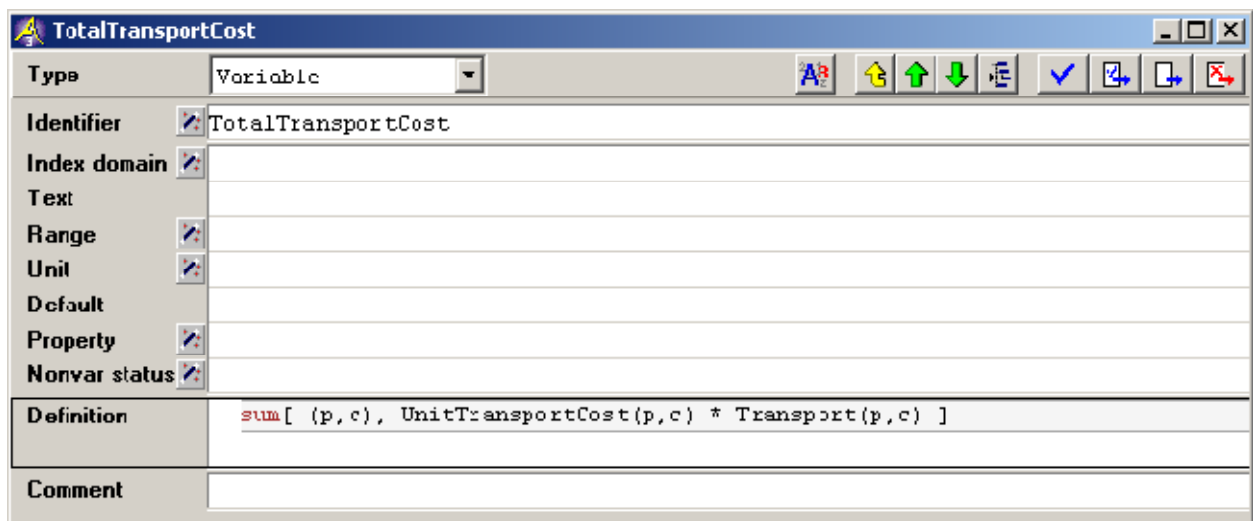 TotalTransportCost
Type Variable
Identifier TotalTransportCost
Index domain
Text
Range
Unit
Default
Property
Nonvar status
Definition sum[ (p,c), UnitTransportCost(p,c) * Transport(p,c) ]
Comment